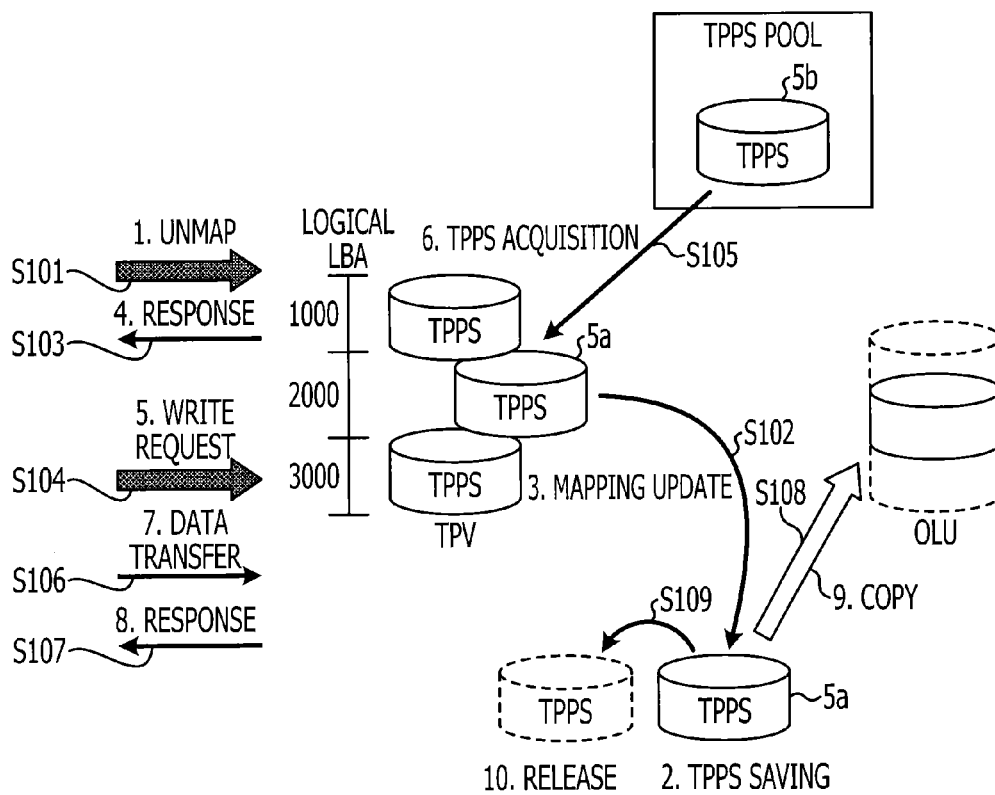 TPPS POOL
5b
TPPS
1. UNMAP
S101
LOGICAL
LBA
6. TPPS ACQUISITION
S105
4. RESPONSE
S103
1000
TPPS
5a
2000
TPPS
5. WRITE
REQUEST
S104
S102
3000
TPPS
3. MAPPING UPDATE
TPV
S108
OLU
7. DATA
TRANSFER
S106
9. COPY
8. RESPONSE
S107
S109
TPPS
TPPS
5a
10. RELEASE
2. TPPS SAVING